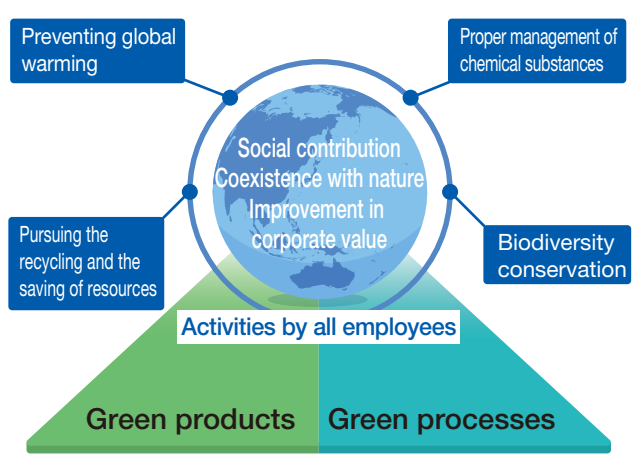 Preventing global
warming
Proper management of
chemical substances
Social contribution
Coexistence with nature
Improvement in
corporate value
Pursuing the
recycling and the
saving of resources
Biodiversity
conservation
Activities by all employees
Green products
Green processes